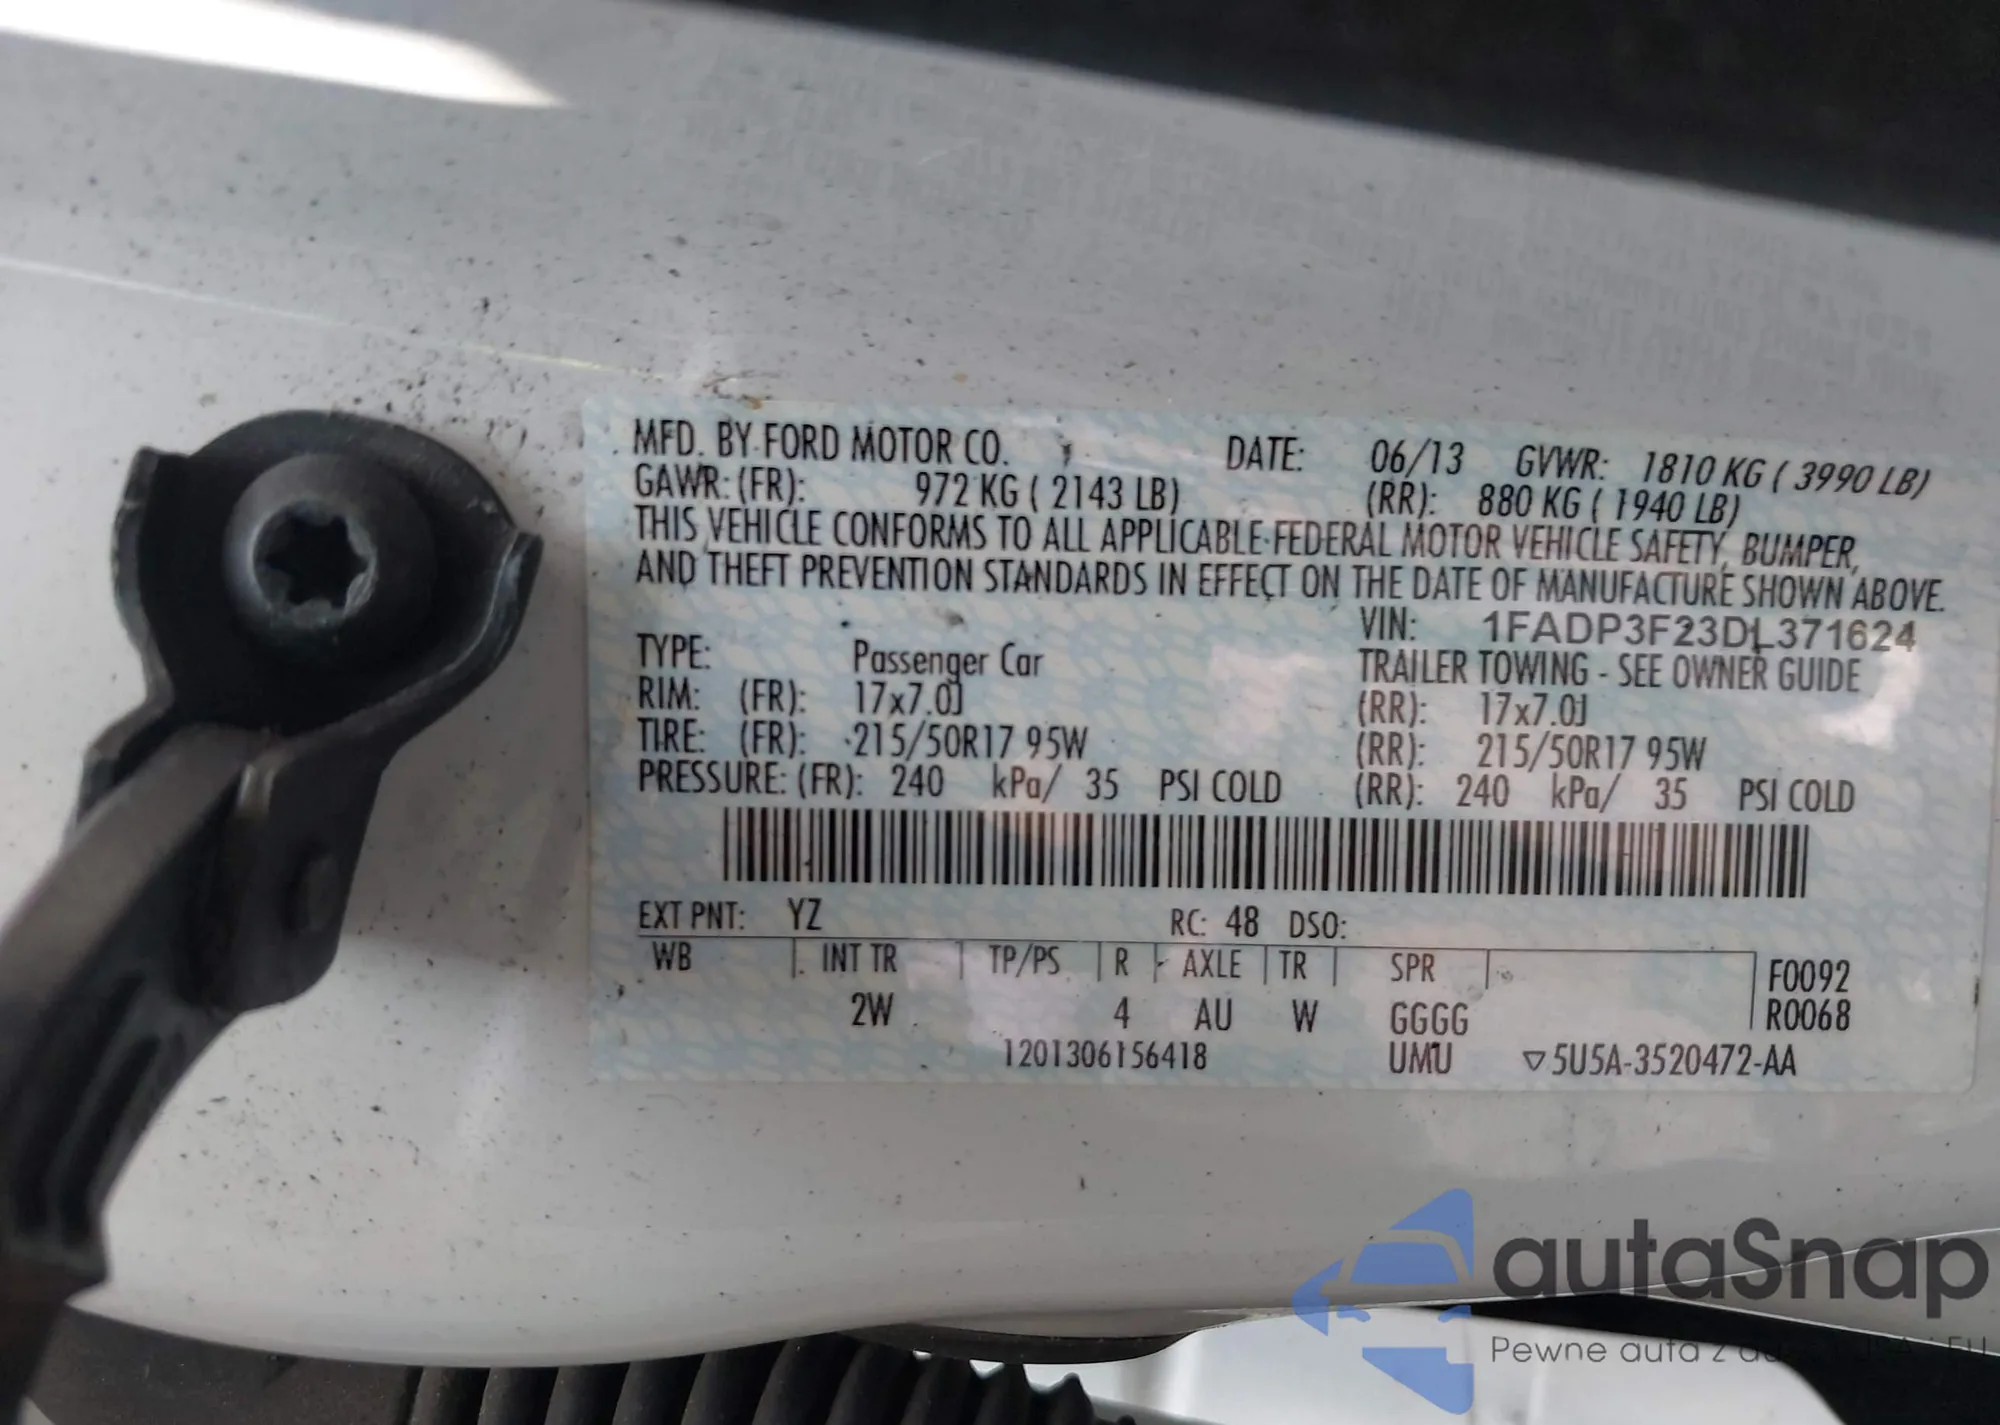 MFD. BY FORD MOTOR CO. DATE: 06/13 GVWR: 1810 KG ( 3990 LB)
GAWR: (FR): 972 KG ( 2143 LB) (RR): 880 KG ( 1940 LB)
THIS VEHICLE CONFORMS TO ALL APPLICABLE FEDERAL MOTOR VEHICLE SAFETY, BUMPER,
AND THEFT PREVENTION STANDARDS IN EFFECT ON THE DATE OF MANUFACTURE SHOWN ABOVE.
VIN: 1FADP3F23DL371624
TYPE: Passenger Car TRAILER TOWING - SEE OWNER GUIDE
RIM: (FR): 17x7.0J (RR): 17x7.0J
TIRE: (FR): 215/50R17 95W (RR): 215/50R17 95W
PRESSURE: (FR): 240 kPa/ 35 PSI COLD (RR): 240 kPa/ 35 PSI COLD
EXT PNT: YZ RC: 48 DSO:
WB INT TR TP/PS R AXLE TR SPR F0092
2W 4 AU W GGGG R0068
1201306156418 UMU ▽5U5A-3520472-AA
autaSnap
Pewne auta z